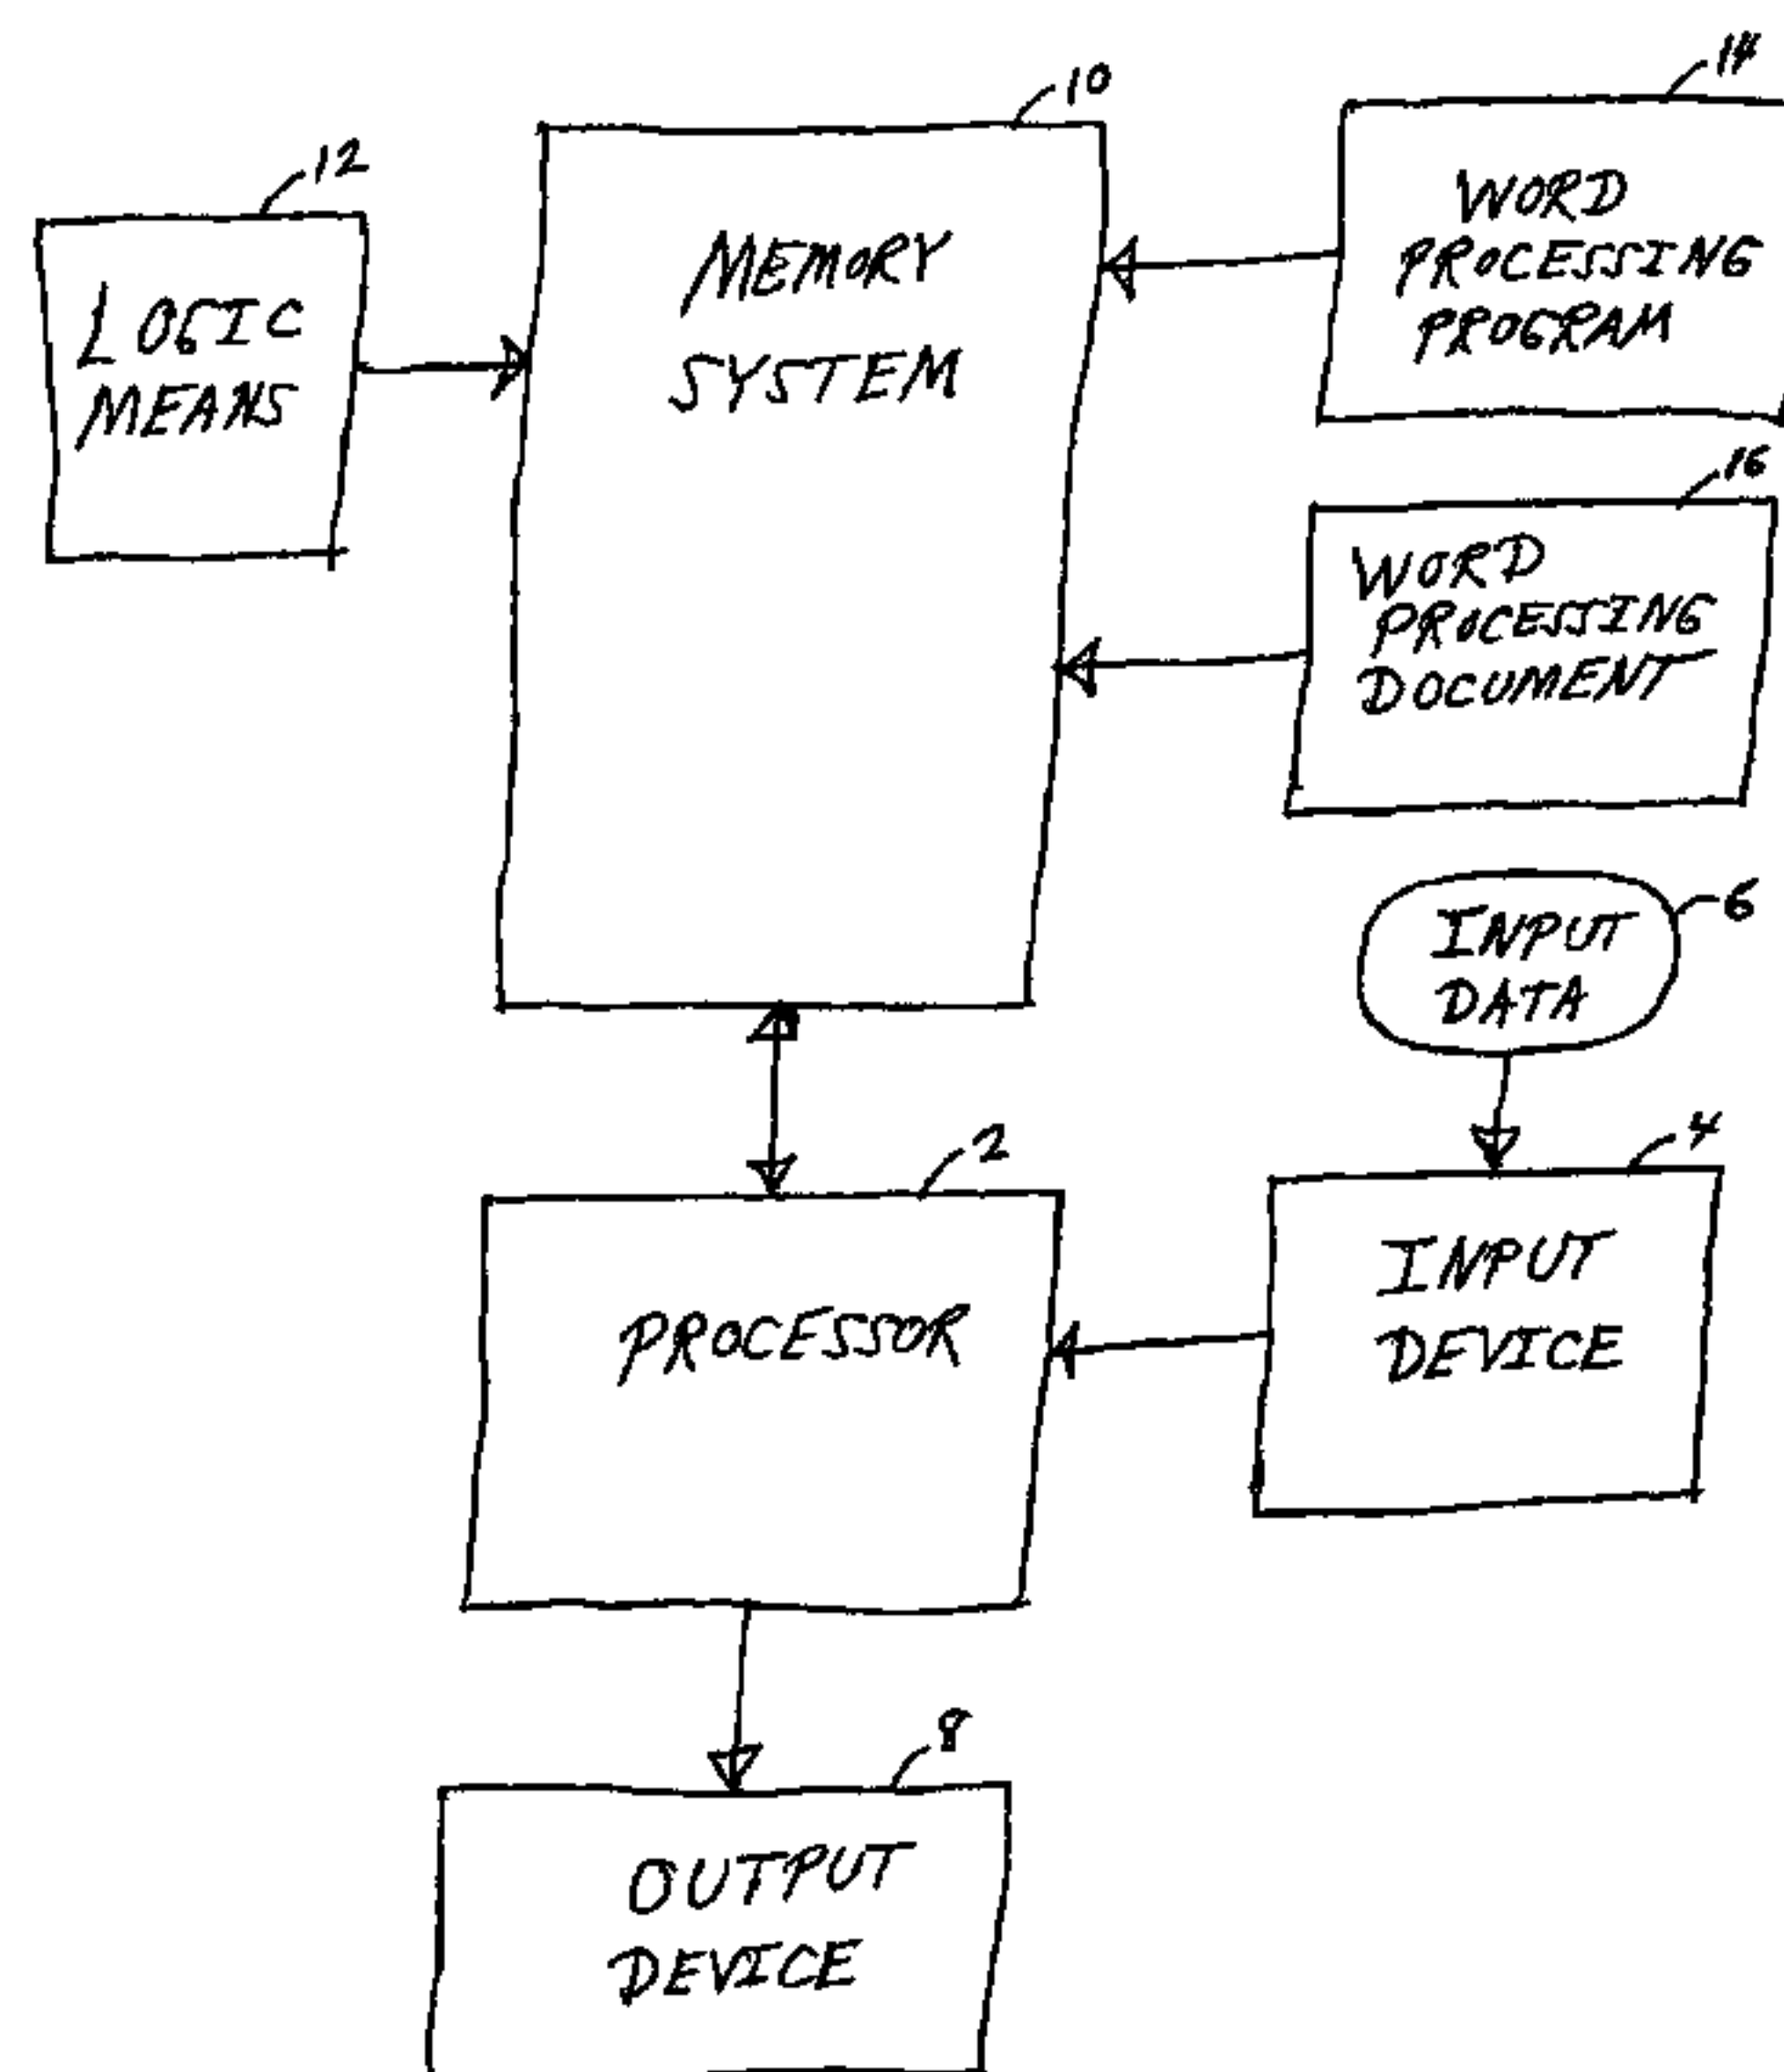 14
10
12
WORD
PROCESSING
PROGRAM
MEMORY
SYSTEM
LOGIC
MEANS
16
WORD
PROCESSING
DOCUMENT
6
INPUT
DATA
4
2
INPUT
DEVICE
PROCESSOR
8
OUTPUT
DEVICE